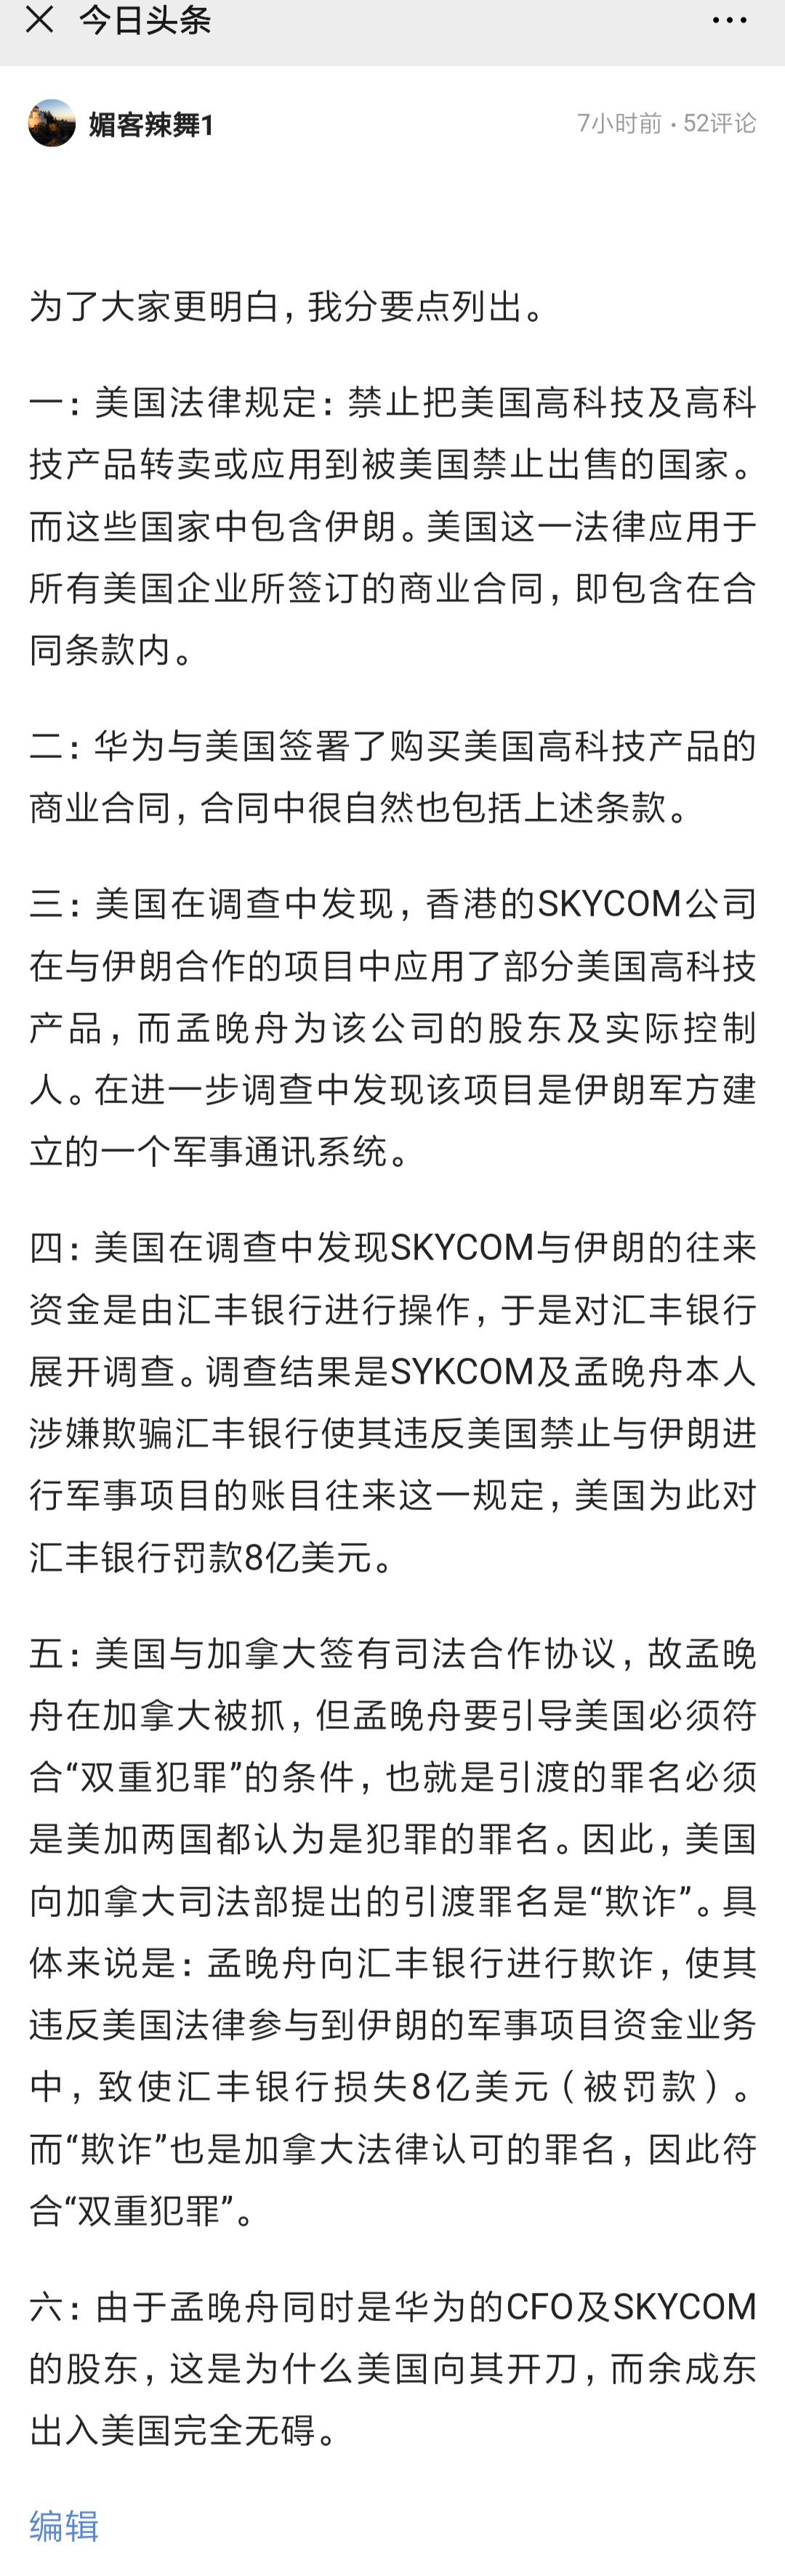 今日头条
媚客辣舞1
7小时前·52评论
为了大家更明白，我分要点列出。
一：美国法律规定：禁止把美国高科技及高科
技产品转卖或应用到被美国禁止出售的国家。
而这些国家中包含伊朗。美国这一法律应用于
所有美国企业所签订的商业合同，即包含在合
同条款内。
二：华为与美国签署了购买美国高科技产品的
商业合同，合同中很自然也包括上述条款。
三：美国在调查中发现，香港的SKYCOM公司
在与伊朗合作的项目中应用了部分美国高科技
产品，而孟晚舟为该公司的股东及实际控制
人。在进一步调查中发现该项目是伊朗军方建
立的一个军事通讯系统。
四：美国在调查中发现SKYCOM与伊朗的往来
资金是由汇丰银行进行操作，于是对汇丰银行
展开调查。调查结果是SYKCOM及孟晚舟本人
涉嫌欺骗汇丰银行使其违反美国禁止与伊朗进
行军事项目的账目往来这一规定，美国为此对
汇丰银行罚款8亿美元。
五：美国与加拿大签有司法合作协议，故孟晚
舟在加拿大被抓，但孟晚舟要引导美国必须符
合“双重犯罪”的条件，也就是引渡的罪名必须
是美加两国都认为是犯罪的罪名。因此，美国
向加拿大司法部提出的引渡罪名是“欺诈”。具
体来说是：孟晚舟向汇丰银行进行欺诈，使其
违反美国法律参与到伊朗的军事项目资金业务
中，致使汇丰银行损失8亿美元（被罚款）。
而“欺诈”也是加拿大法律认可的罪名，因此符
合“双重犯罪”。
六：由于孟晚舟同时是华为的CFO及SKYCOM
的股东，这是为什么美国向其开刀，而余成东
出入美国完全无碍。
编辑